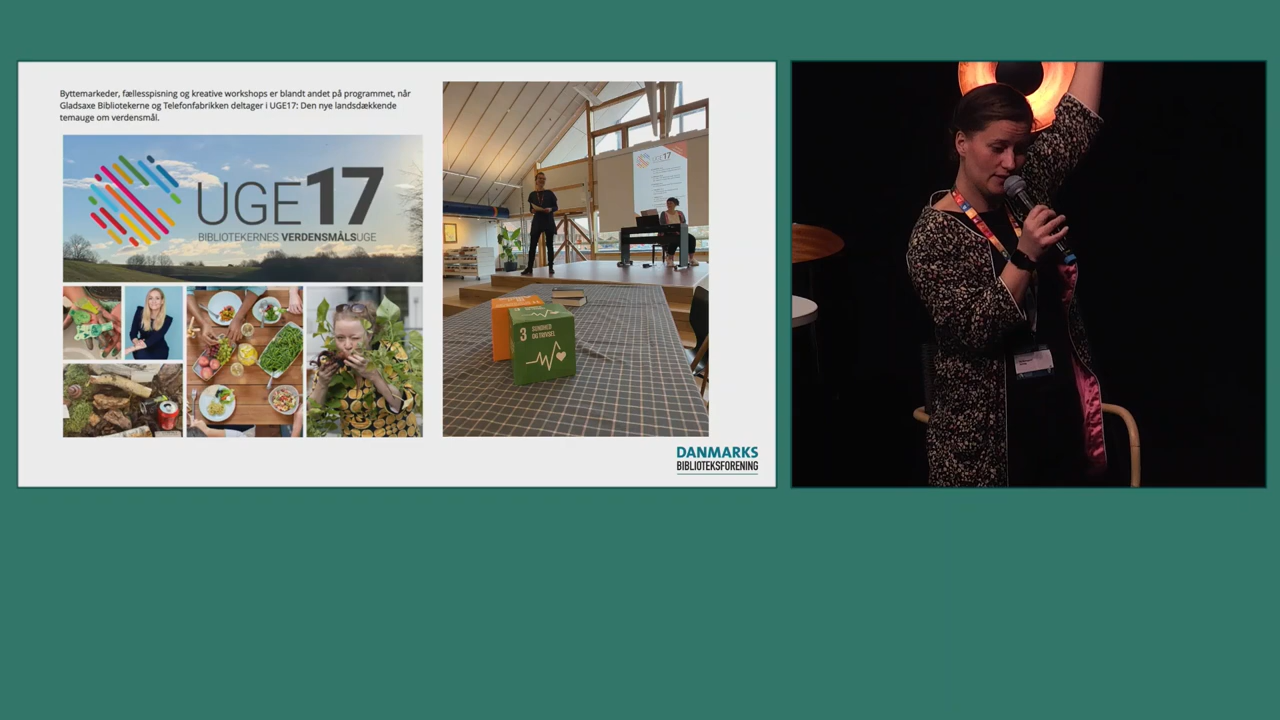 Byttemarkeder, fællesspisning og kreative workshops er blandt andet på programmet, når
Gladsaxe Bibliotekerne og Telefonfabrikken deltager i UGE17: Den nye landsdækkende
temauge om verdensmål.
UGE17
BIBLIOTEKERNES VERDENSMÅLSUGE
UGE17
3 SUNDHED
OG TRIVSEL
DANMARKS
BIBLIOTEKSFORENING